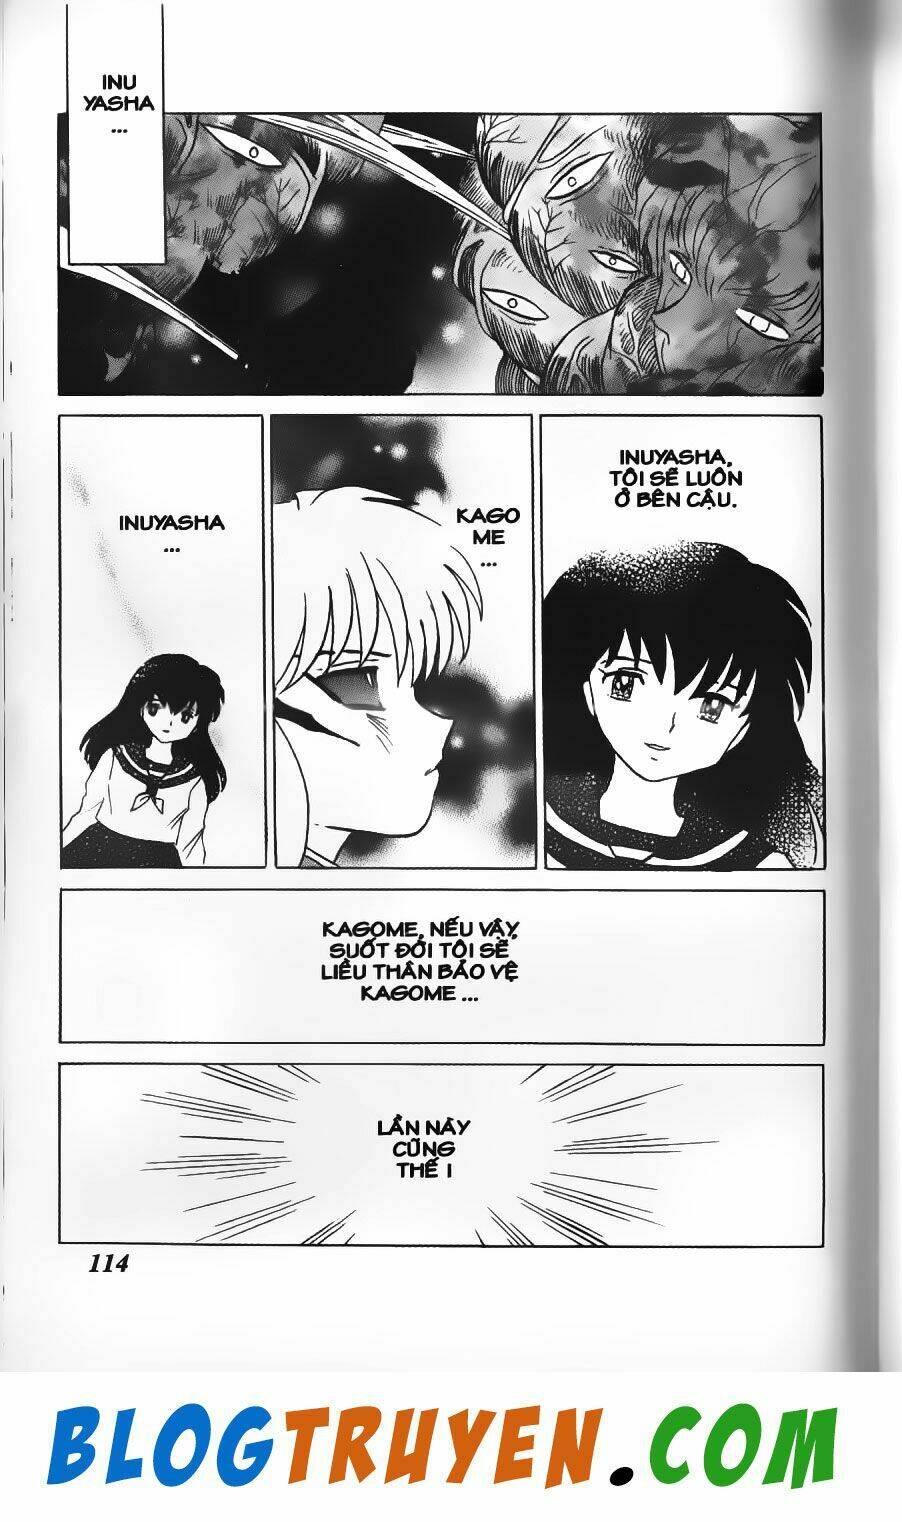 INU
YASHA
...
INUYASHA
...
KAGO
ME
...
INUYASHA,
TÔI SẼ LUÔN
Ở BÊN CẬU.
KAGOME, NẾU VẬY,
SUỐT ĐỜI TÔI SẼ
LIỀU THÂN BẢO VỆ
KAGOME ...
LẦN NÀY
CŨNG
THẾ !
114
BLOGTRUYEN.COM